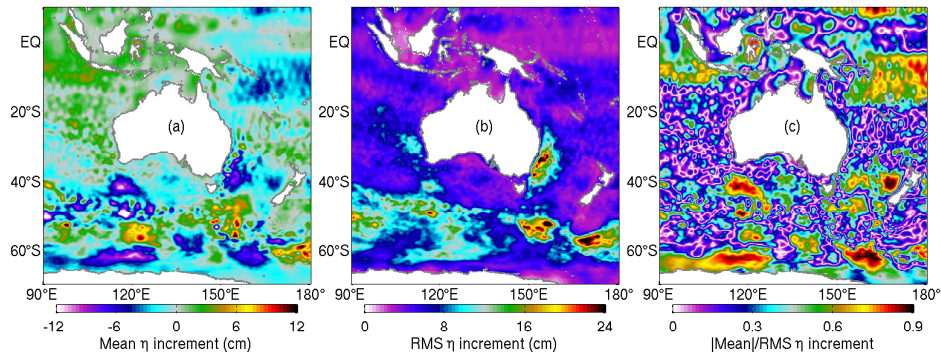 EQ
20°S
40°S
60°S
90°E 120°E 150°E 180°
(a)
-12 -6 0 6 12
Mean η increment (cm)
EQ
20°S
40°S
60°S
90°E 120°E 150°E 180°
(b)
0 8 16 24
RMS η increment (cm)
EQ
20°S
40°S
60°S
90°E 120°E 150°E 180°
(c)
0 0.3 0.6 0.9
|Mean|/RMS η increment